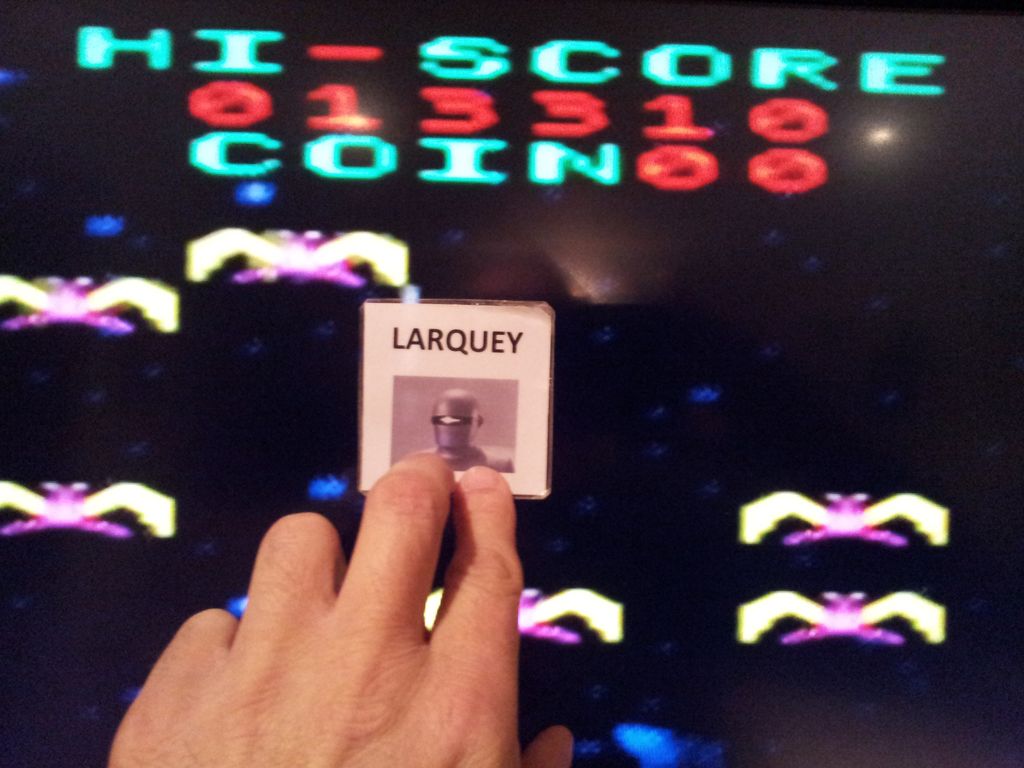 HI-SCORE
013310
COIN00
LARQUEY